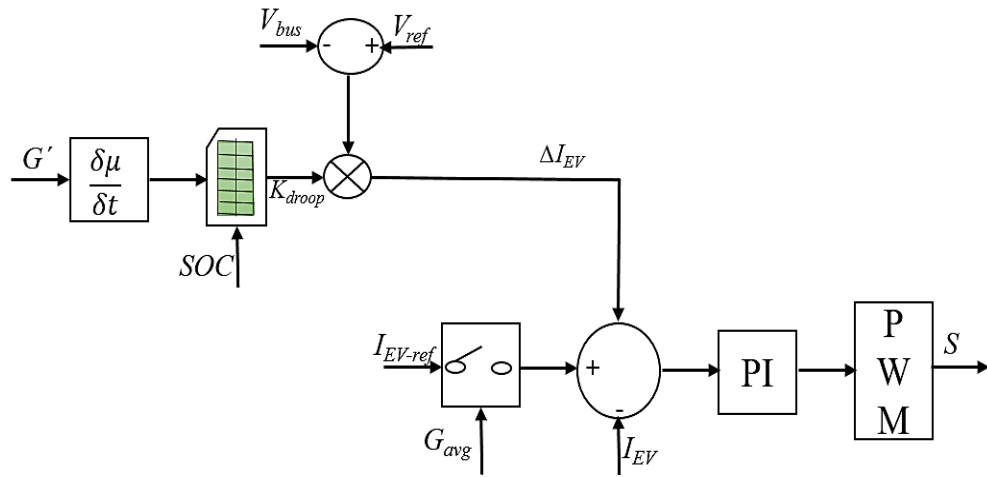 V_bus
-
+
V_ref
G´
δμ
δt
K_droop
ΔI_EV
SOC
I_EV-ref
+
-
G_avg
I_EV
PI
P
W
M
S